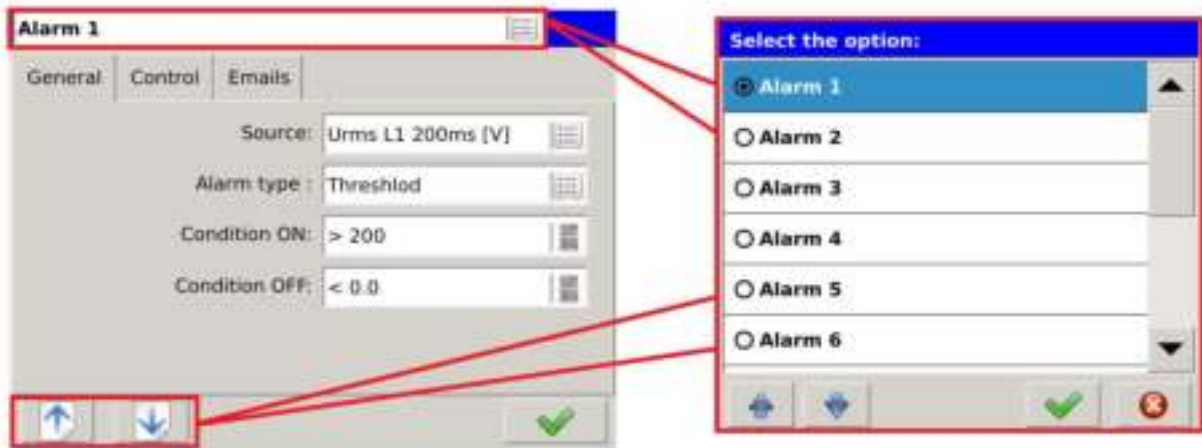 Alarm 1
General Control Emails
Source: Urms L1 200ms [V]
Alarm type : Threshlod
Condition ON: > 200
Condition OFF: < 0.0
Select the option:
Alarm 1
Alarm 2
Alarm 3
Alarm 4
Alarm 5
Alarm 6